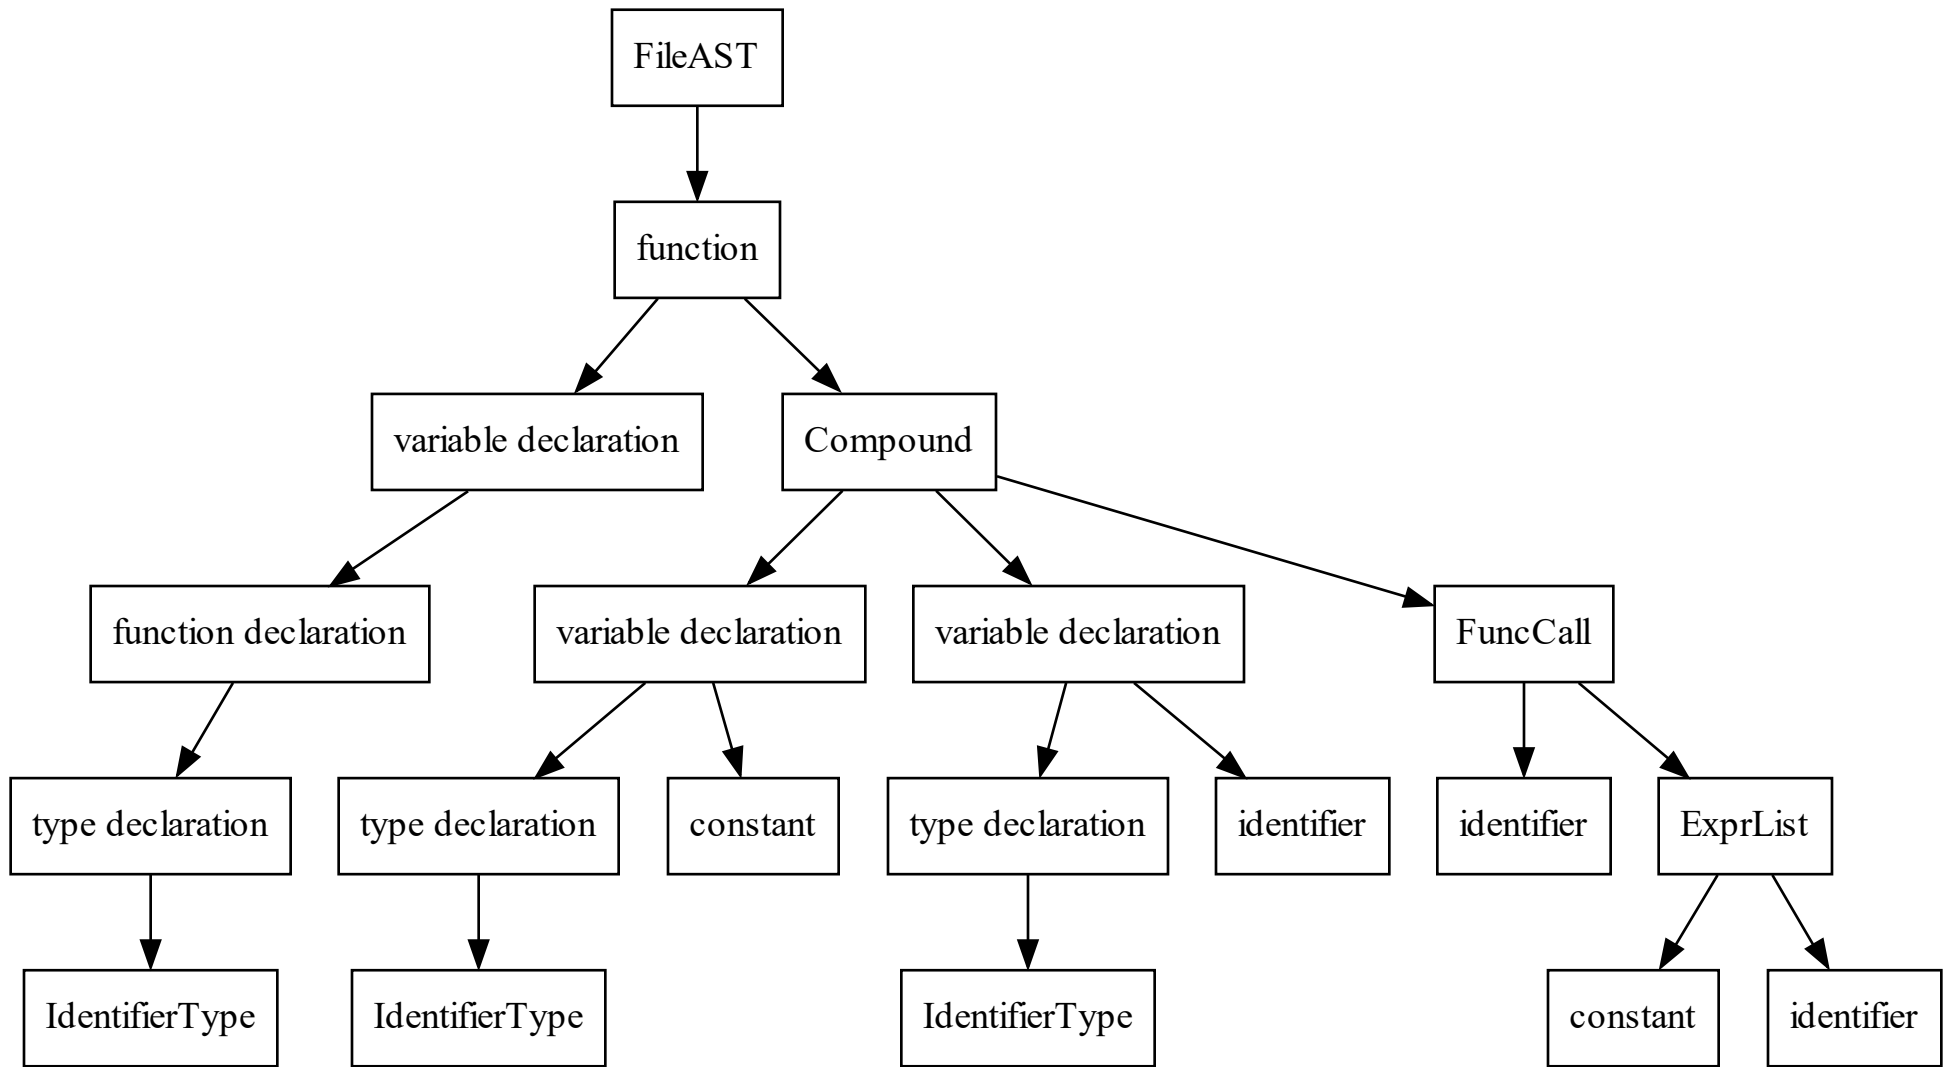 FileAST
function
variable declaration
Compound
function declaration
variable declaration
variable declaration
FuncCall
type declaration
type declaration
constant
type declaration
identifier
identifier
ExprList
IdentifierType
IdentifierType
IdentifierType
constant
identifier